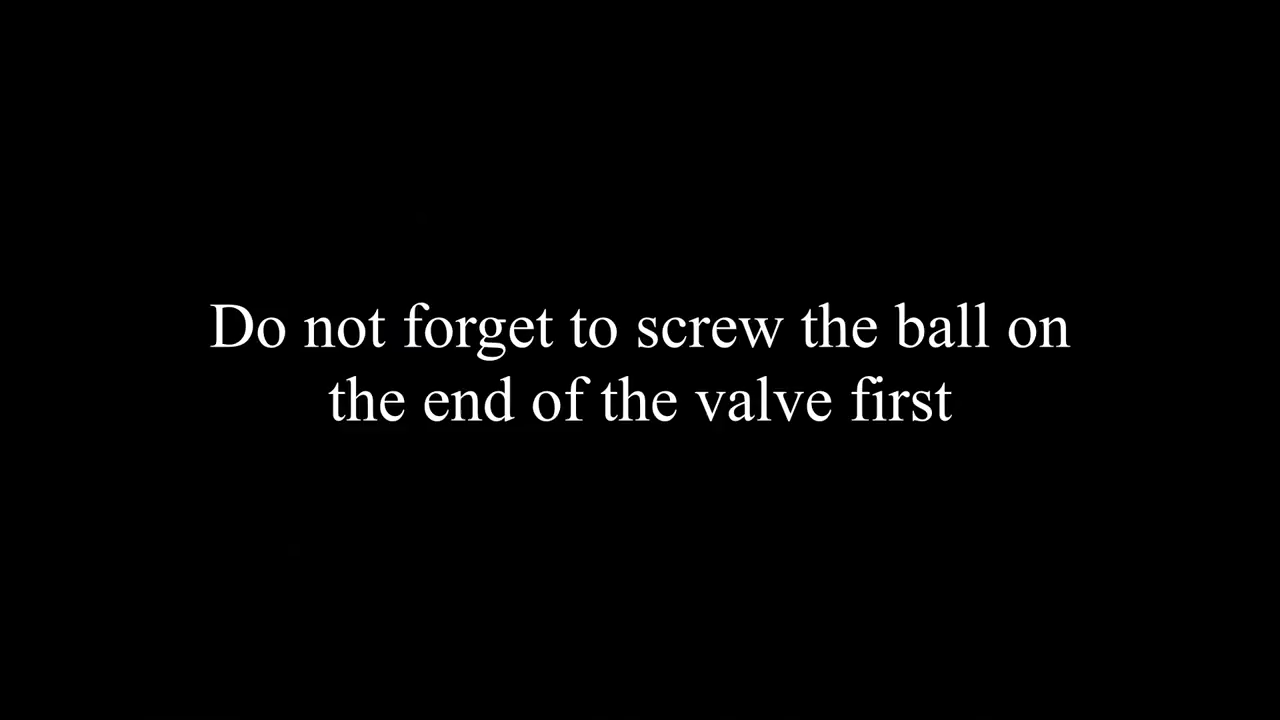 Do not forget to screw the ball on
the end of the valve first